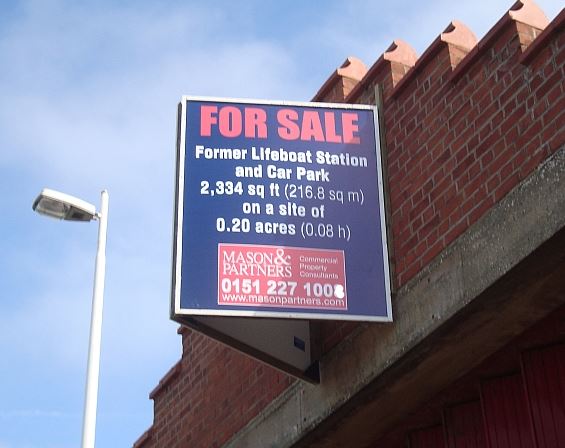 FOR SALE
Former Lifeboat Station
and Car Park
2,334 sq ft (216.8 sq m)
on a site of
0.20 acres (0.08 h)
MASON&
PARTNERS
Commercial
Property
Consultants
0151 227 1008
www.masonpartners.com